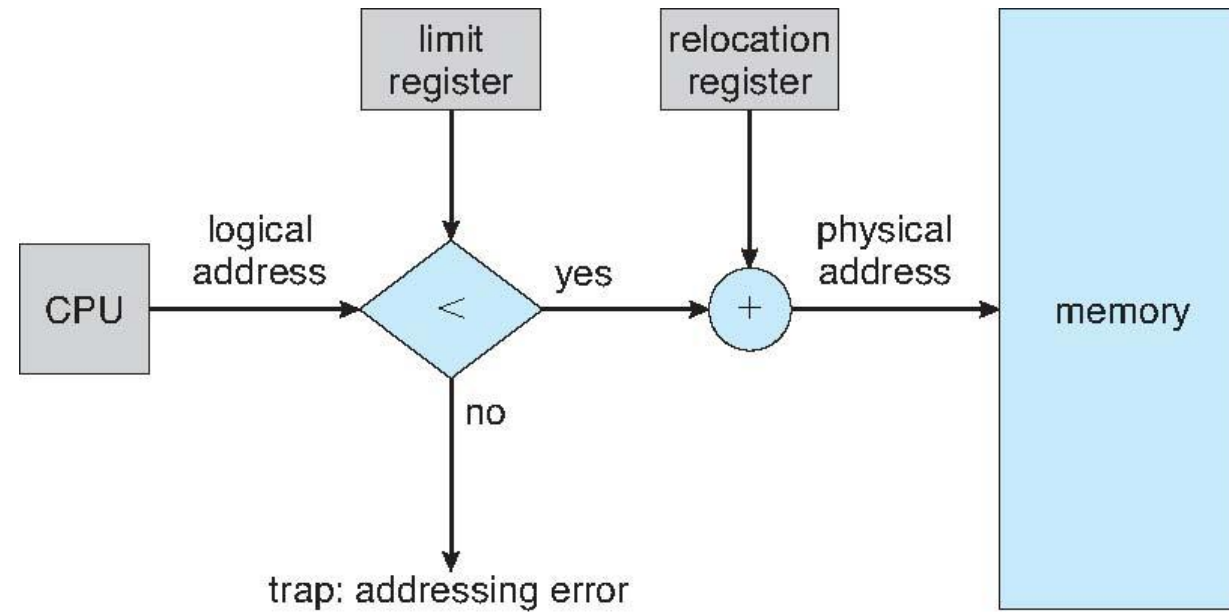 limit
register
relocation
register
logical
address
physical
address
CPU
<
yes
+
memory
no
trap: addressing error